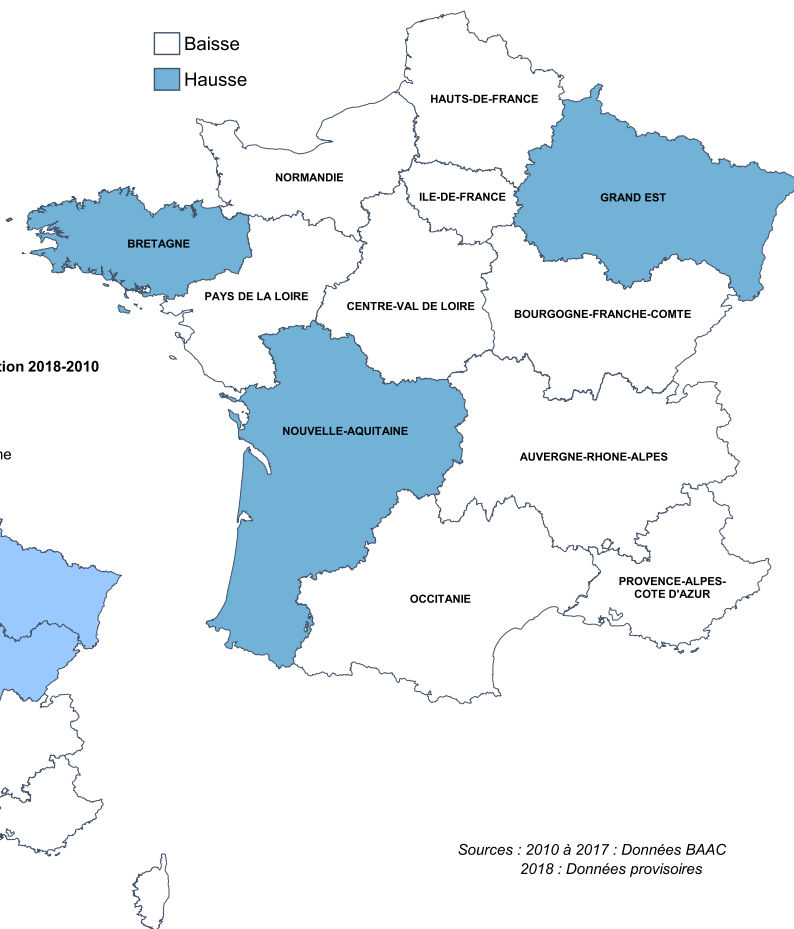 Baisse
Hausse
HAUTS-DE-FRANCE
NORMANDIE
ILE-DE-FRANCE
GRAND EST
BRETAGNE
PAYS DE LA LOIRE
CENTRE-VAL DE LOIRE
BOURGOGNE-FRANCHE-COMTE
tion 2018-2010
NOUVELLE-AQUITAINE
ne
AUVERGNE-RHONE-ALPES
OCCITANIE
PROVENCE-ALPES-
COTE D'AZUR
Sources : 2010 à 2017 : Données BAAC
2018 : Données provisoires